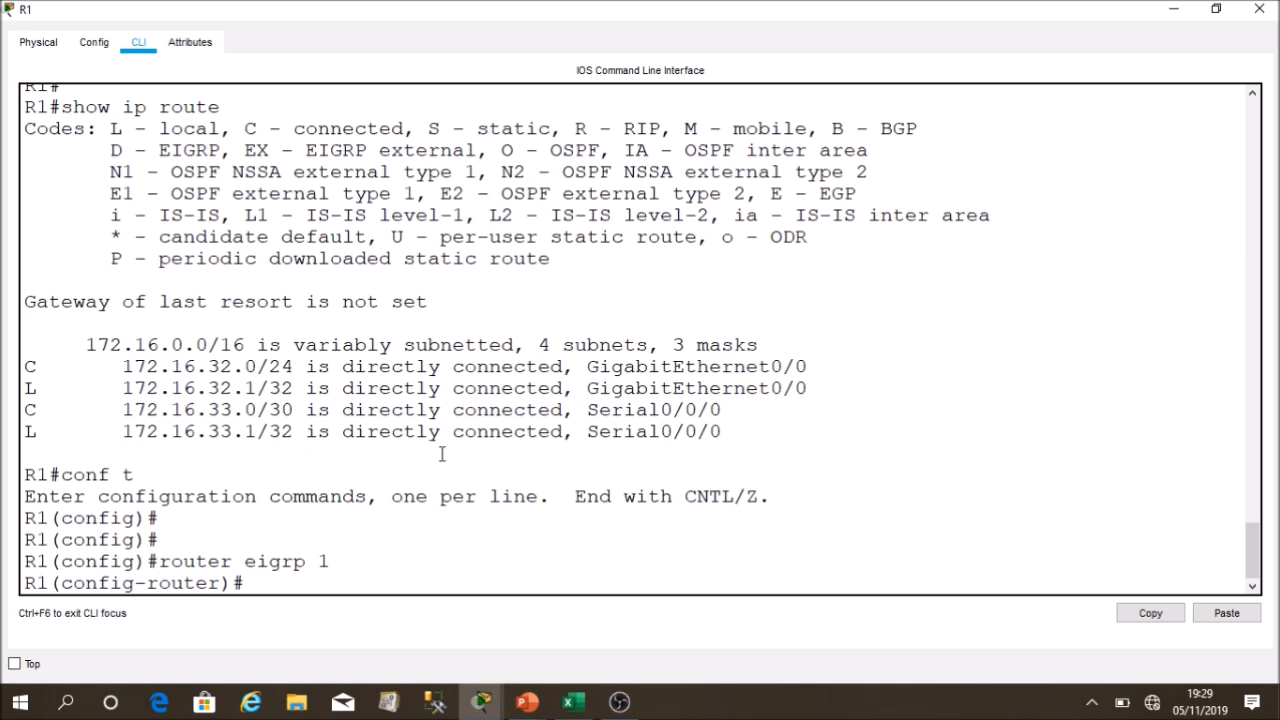 R1
Physical Config CLI Attributes
IOS Command Line Interface
R1#
R1#show ip route
Codes: L - local, C - connected, S - static, R - RIP, M - mobile, B - BGP
D - EIGRP, EX - EIGRP external, O - OSPF, IA - OSPF inter area
N1 - OSPF NSSA external type 1, N2 - OSPF NSSA external type 2
E1 - OSPF external type 1, E2 - OSPF external type 2, E - EGP
i - IS-IS, L1 - IS-IS level-1, L2 - IS-IS level-2, ia - IS-IS inter area
* - candidate default, U - per-user static route, o - ODR
P - periodic downloaded static route
Gateway of last resort is not set
172.16.0.0/16 is variably subnetted, 4 subnets, 3 masks
C 172.16.32.0/24 is directly connected, GigabitEthernet0/0
L 172.16.32.1/32 is directly connected, GigabitEthernet0/0
C 172.16.33.0/30 is directly connected, Serial0/0/0
L 172.16.33.1/32 is directly connected, Serial0/0/0
R1#conf t
Enter configuration commands, one per line. End with CNTL/Z.
R1(config)#
R1(config)#
R1(config)#router eigrp 1
R1(config-router)#
Ctrl+F6 to exit CLI focus
Copy Paste
Top
19:29
05/11/2019